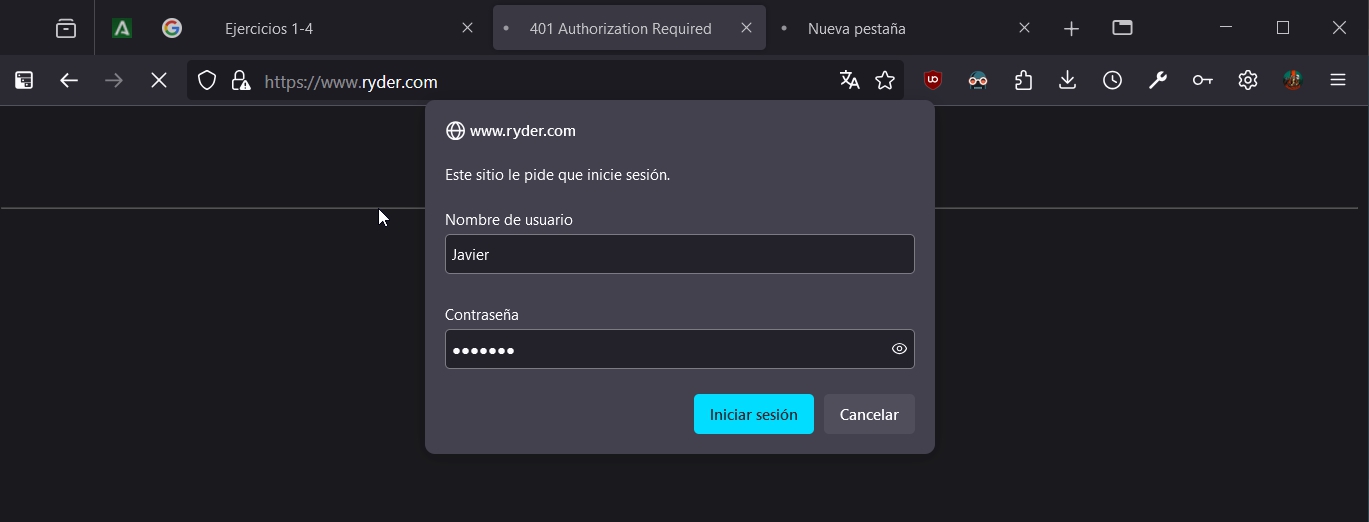 Ejercicios 1-4
401 Authorization Required
Nueva pestaña
https://www.ryder.com
www.ryder.com
Este sitio le pide que inicie sesión.
Nombre de usuario
Javier
Contraseña
•••••••
Iniciar sesión
Cancelar